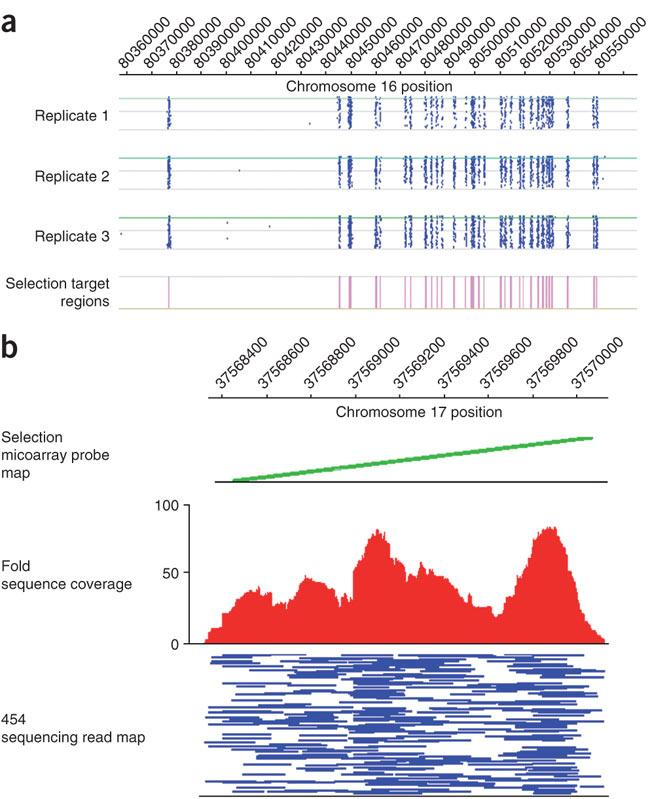 a
80360000 80370000 80380000 80390000 80400000 80410000 80420000 80430000 80440000 80450000 80460000 80470000 80480000 80490000 80500000 80510000 80520000 80530000 80540000 80550000
Chromosome 16 position
Replicate 1
Replicate 2
Replicate 3
Selection target
regions
b
37568400 37568600 37568800 37569000 37569200 37569400 37569600 37569800 37570000
Chromosome 17 position
Selection
micoarray probe
map
100
50
0
Fold
sequence coverage
454
sequencing read map